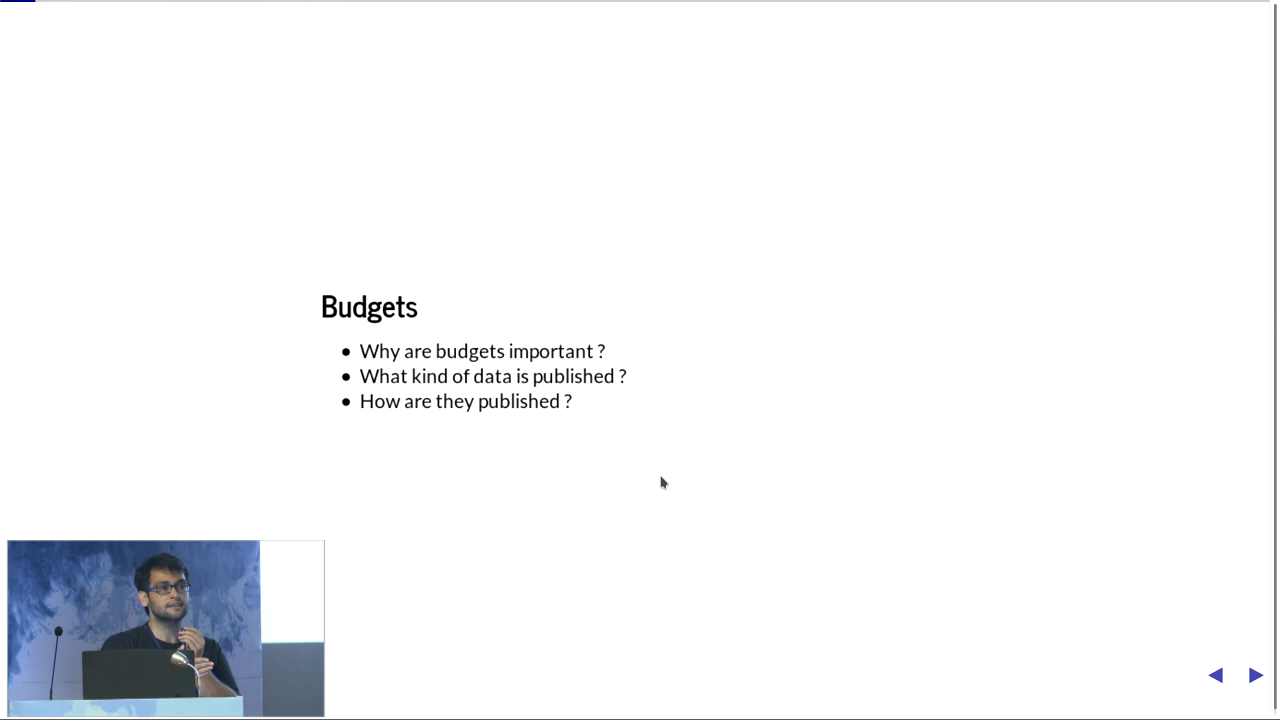 Budgets
Why are budgets important ?
What kind of data is published ?
How are they published ?